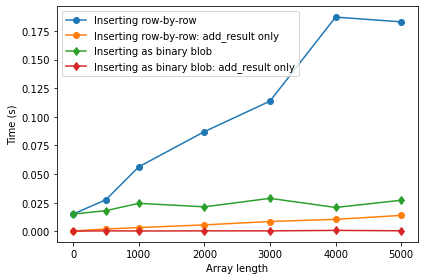 Inserting row-by-row
Inserting row-by-row: add_result only
Inserting as binary blob
Inserting as binary blob: add_result only
Time (s)
0.175
0.150
0.125
0.100
0.075
0.050
0.025
0.000
0 1000 2000 3000 4000 5000
Array length